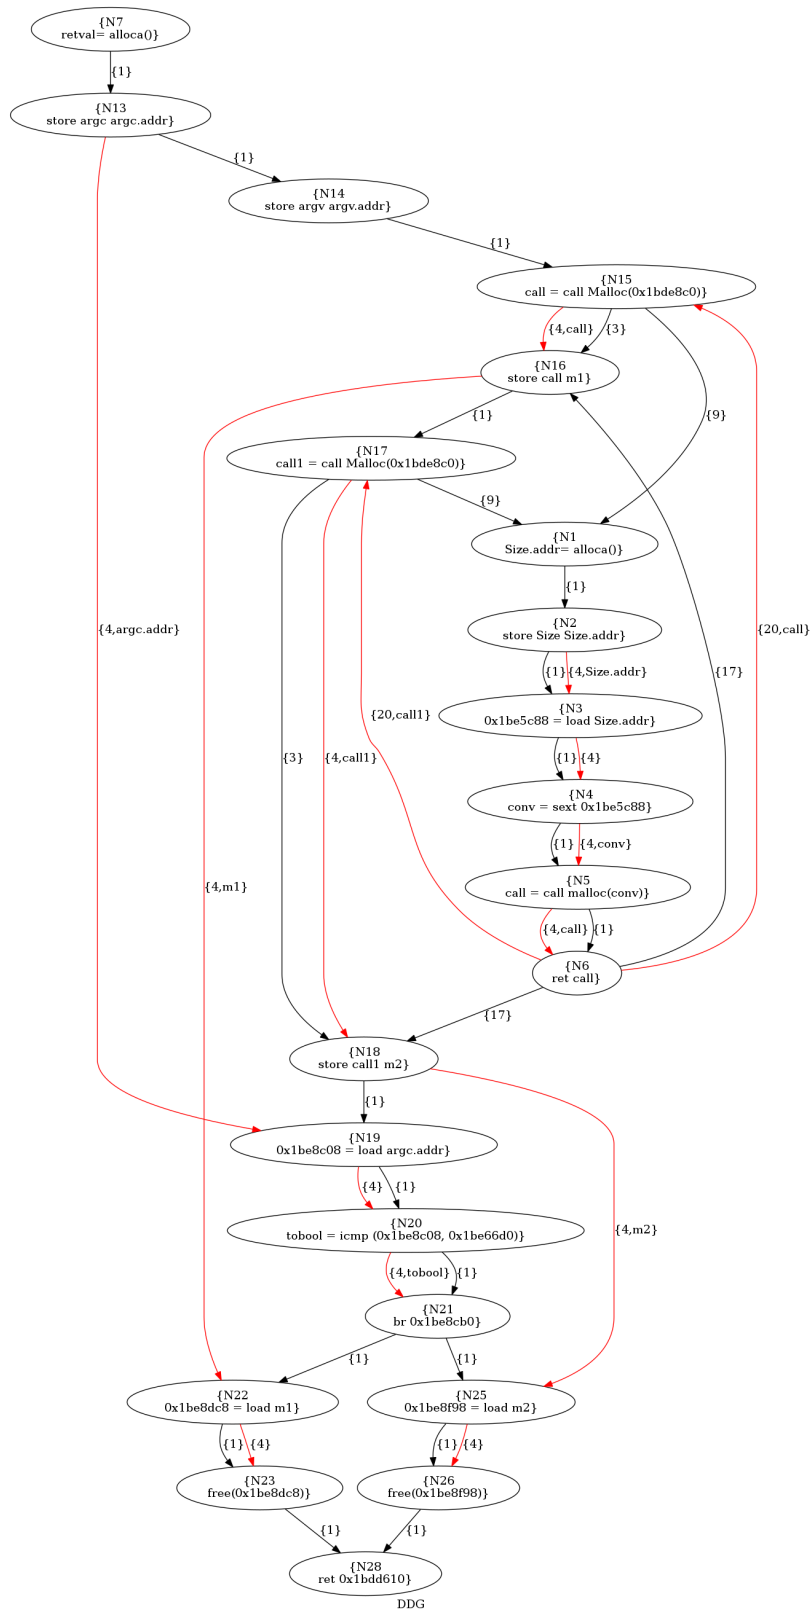 {N7
retval= alloca()}
{1}
{N13
store argc argc.addr}
{1}
{N14
store argv argv.addr}
{1}
{N15
call = call Malloc(0x1bde8c0)}
{4,call}
{3}
{N16
store call m1}
{9}
{1}
{N17
call1 = call Malloc(0x1bde8c0)}
{9}
{N1
Size.addr= alloca()}
{1}
{N2
store Size Size.addr}
{4,argc.addr}
{1}
{4,Size.addr}
{17}
{20,call}
{N3
0x1be5c88 = load Size.addr}
{20,call1}
{3}
{4,call1}
{1}
{4}
{N4
conv = sext 0x1be5c88}
{1}
{4,conv}
{4,m1}
{N5
call = call malloc(conv)}
{4,call}
{1}
{N6
ret call}
{17}
{N18
store call1 m2}
{1}
{N19
0x1be8c08 = load argc.addr}
{4}
{1}
{N20
tobool = icmp (0x1be8c08, 0x1be66d0)}
{4,m2}
{4,tobool}
{1}
{N21
br 0x1be8cb0}
{1}
{1}
{N22
0x1be8dc8 = load m1}
{N25
0x1be8f98 = load m2}
{1}
{4}
{1}
{4}
{N23
free(0x1be8dc8)}
{N26
free(0x1be8f98)}
{1}
{1}
{N28
ret 0x1bdd610}
DDG